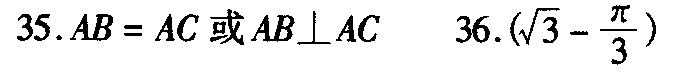 35. AB = AC 或 AB⊥AC 36. (√3 - π/3)